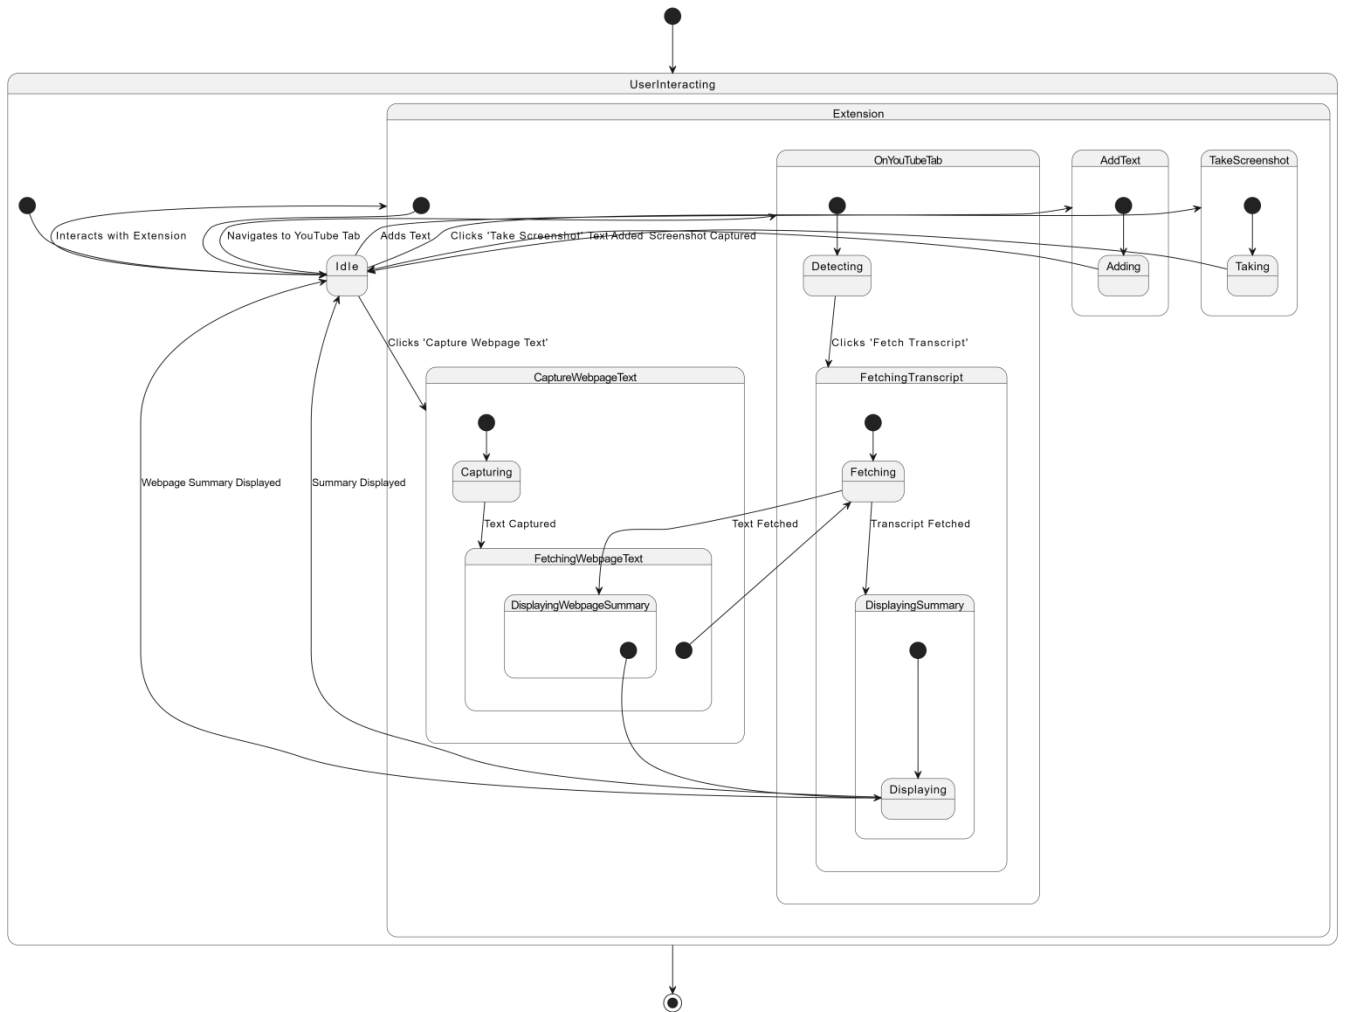 UserInteracting
Extension
OnYouTubeTab
AddText
TakeScreenshot
Interacts with Extension
Navigates to YouTube Tab
Adds Text
Clicks 'Take Screenshot'
Text Added
Screenshot Captured
Idle
Detecting
Adding
Taking
Clicks 'Capture Webpage Text'
Clicks 'Fetch Transcript'
CaptureWebpageText
FetchingTranscript
Capturing
Fetching
Webpage Summary Displayed
Summary Displayed
Text Captured
Text Fetched
Transcript Fetched
FetchingWebpageText
DisplayingWebpageSummary
DisplayingSummary
Displaying